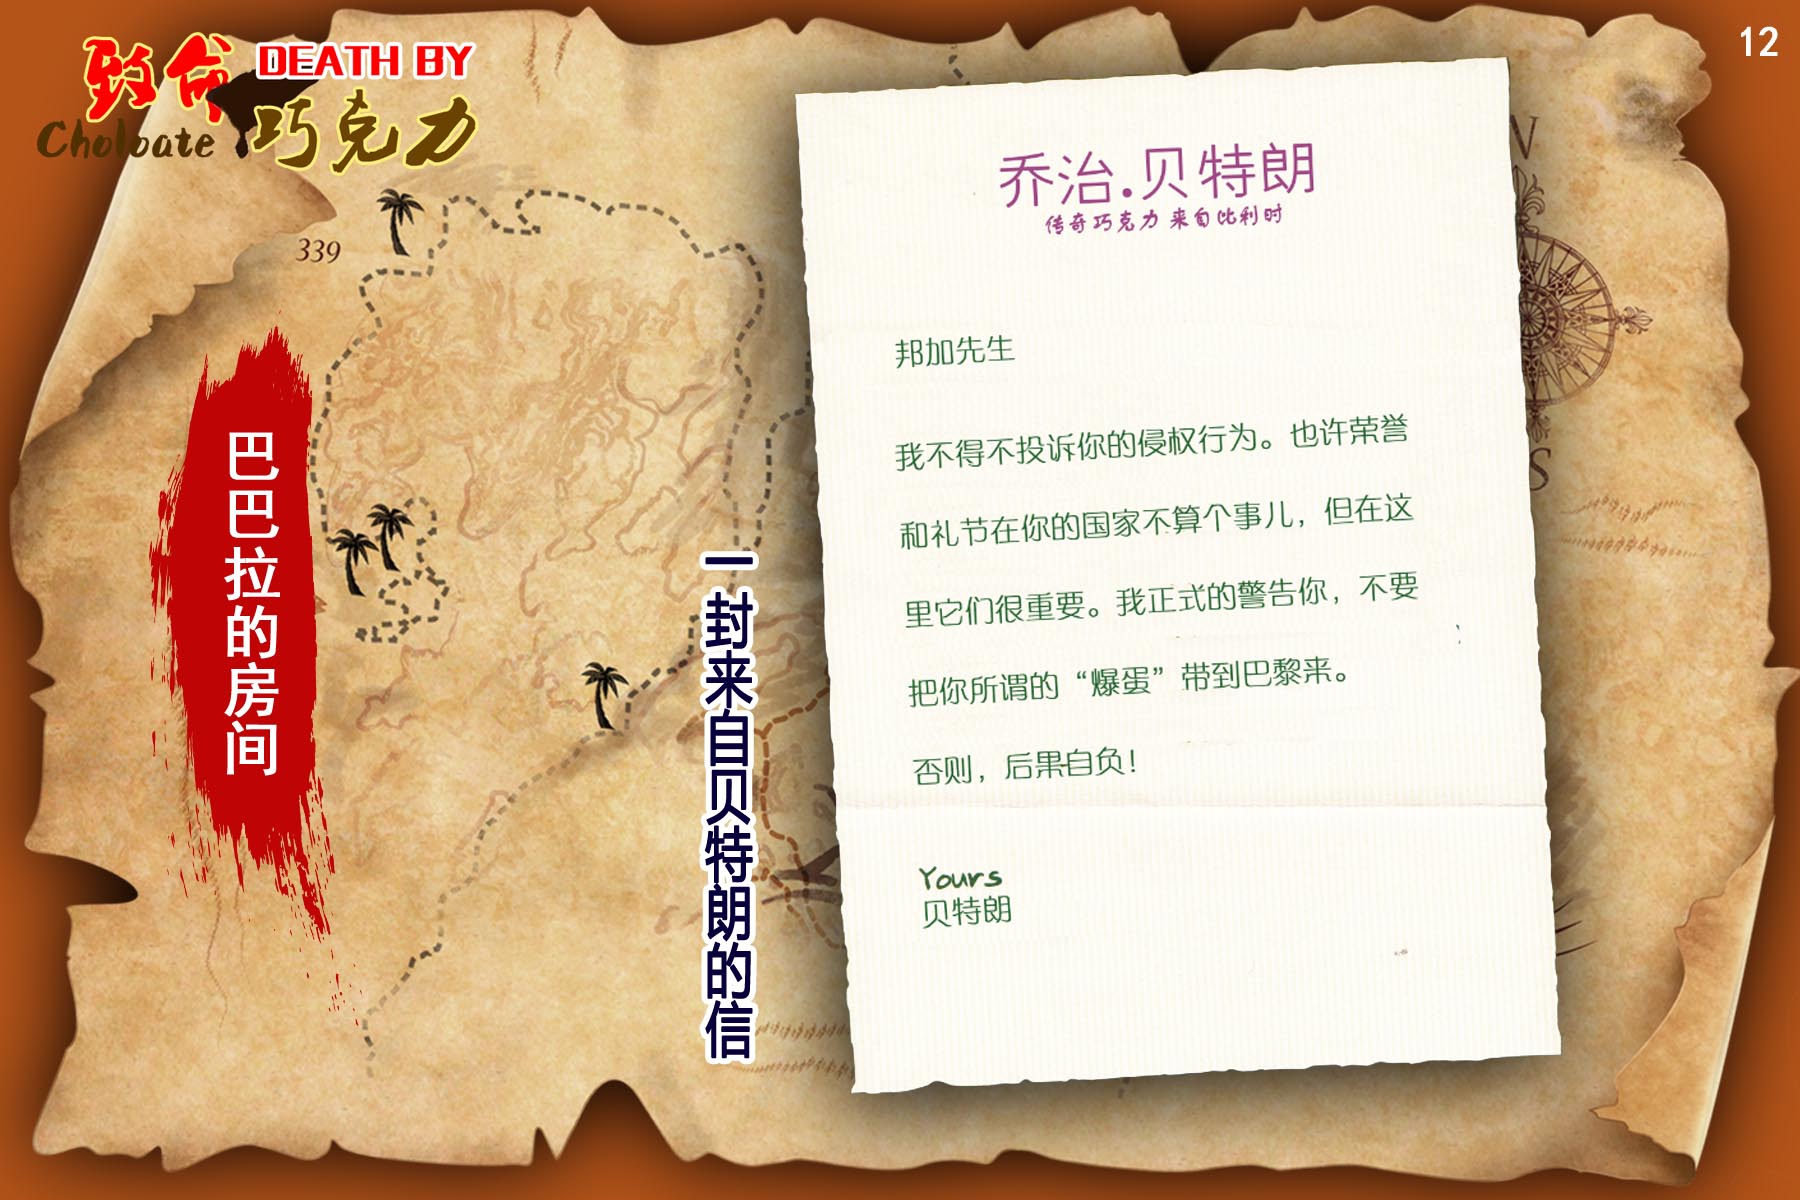 12
致命
DEATH BY
Choloate
巧克力
339
N
S
巴巴拉的房间
一封来自贝特朗的信
乔治.贝特朗
传奇巧克力 来自比利时
邦加先生
我不得不投诉你的侵权行为。也许荣誉
和礼节在你的国家不算个事儿，但在这
里它们很重要。我正式的警告你，不要
把你所谓的“爆蛋”带到巴黎来。
否则，后果自负！
Yours
贝特朗